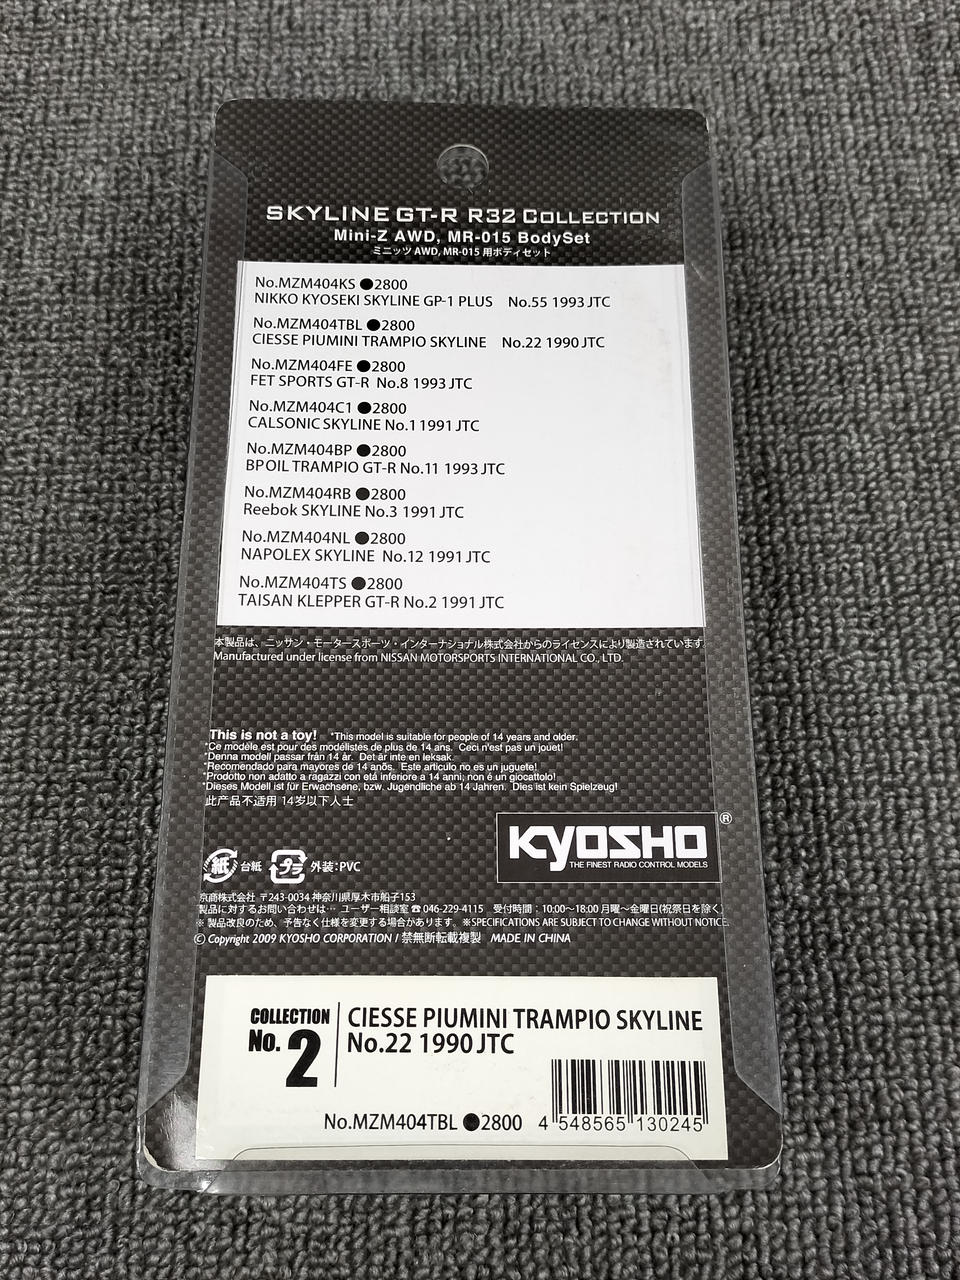 SKYLINE GT-R R32 COLLECTION
Mini-Z AWD, MR-015 BodySet
ミニッツ AWD, MR-015 用ボディセット
No.MZM404KS ●2800
NIKKO KYOSEKI SKYLINE GP-1 PLUS No.55 1993 JTC
No.MZM404TBL ●2800
CIESSE PIUMINI TRAMPIO SKYLINE No.22 1990 JTC
No.MZM404FE ●2800
FET SPORTS GT-R No.8 1993 JTC
No.MZM404C1 ●2800
CALSONIC SKYLINE No.1 1991 JTC
No.MZM404BP ●2800
BPOIL TRAMPIO GT-R No.11 1993 JTC
No.MZM404RB ●2800
Reebok SKYLINE No.3 1991 JTC
No.MZM404NL ●2800
NAPOLEX SKYLINE No.12 1991 JTC
No.MZM404TS ●2800
TAISAN KLEPPER GT-R No.2 1991 JTC
本製品は、ニッサン・モータースポーツ・インターナショナル株式会社からのライセンスにより製造されています。
Manufactured under license from NISSAN MOTORSPORTS INTERNATIONAL CO., LTD.
This is not a toy! *This model is suitable for people of 14 years and older.
*Ce modèle est pour des modélistes de plus de 14 ans. Ceci n'est pas un jouet!
*Denna modell passar från 14 år. Det är inte en leksak.
*Recomendado para mayores de 14 anõs. Este articulo no es un juguete!
*Prodotto non adatto a ragazzi con etá inferiore a 14 anni, non é un giocattolo!
*Dieses Modell ist für Erwachsene, bzw. Jugendliche ab 14 Jahren. Dies ist kein Spielzeug!
此产品不适用 14岁以下人士
KYOSHO ®
THE FINEST RADIO CONTROL MODELS
紙 台紙 プラ 外装:PVC
京商株式会社 〒243-0034 神奈川県厚木市船子153
製品に対するお問い合わせは… ユーザー相談室 ☎ 046-229-4115 受付時間：10:00〜18:00 月曜〜金曜日(祝祭日を除く)
※ 製品改良のため、予告なく仕様を変更する場合があります。 ※SPECIFICATIONS ARE SUBJECT TO CHANGE WITHOUT NOTICE.
© Copyright 2009 KYOSHO CORPORATION / 禁無断転載複製 MADE IN CHINA
COLLECTION
No. 2
CIESSE PIUMINI TRAMPIO SKYLINE
No.22 1990 JTC
No.MZM404TBL ●2800
4 548565 130245